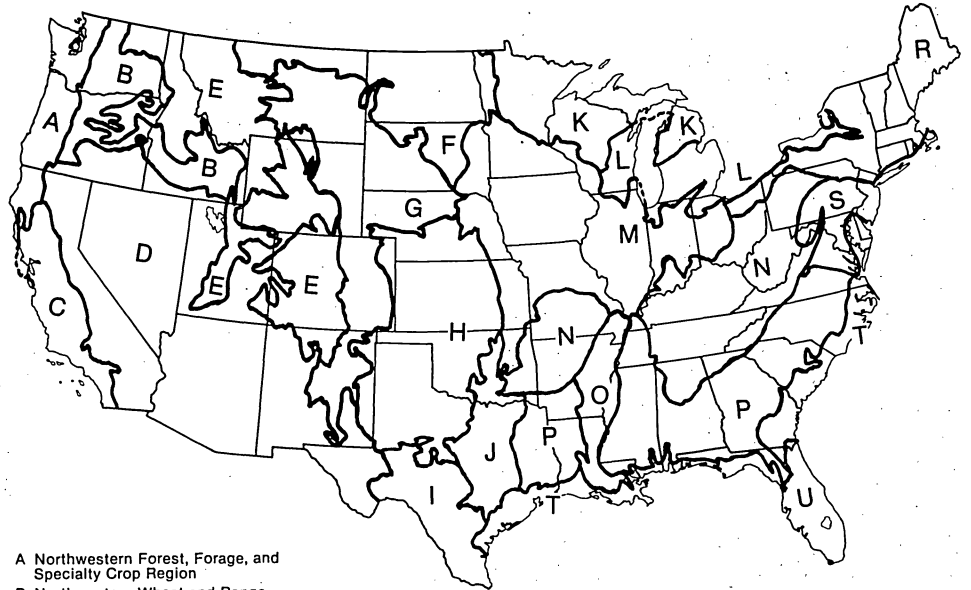 R
B
E
K
K
A
F
L
L
B
G
S
M
D
N
E
E
C
H
N
T
O
P
P
J
I
T
U
A Northwestern Forest, Forage, and
Specialty Crop Region